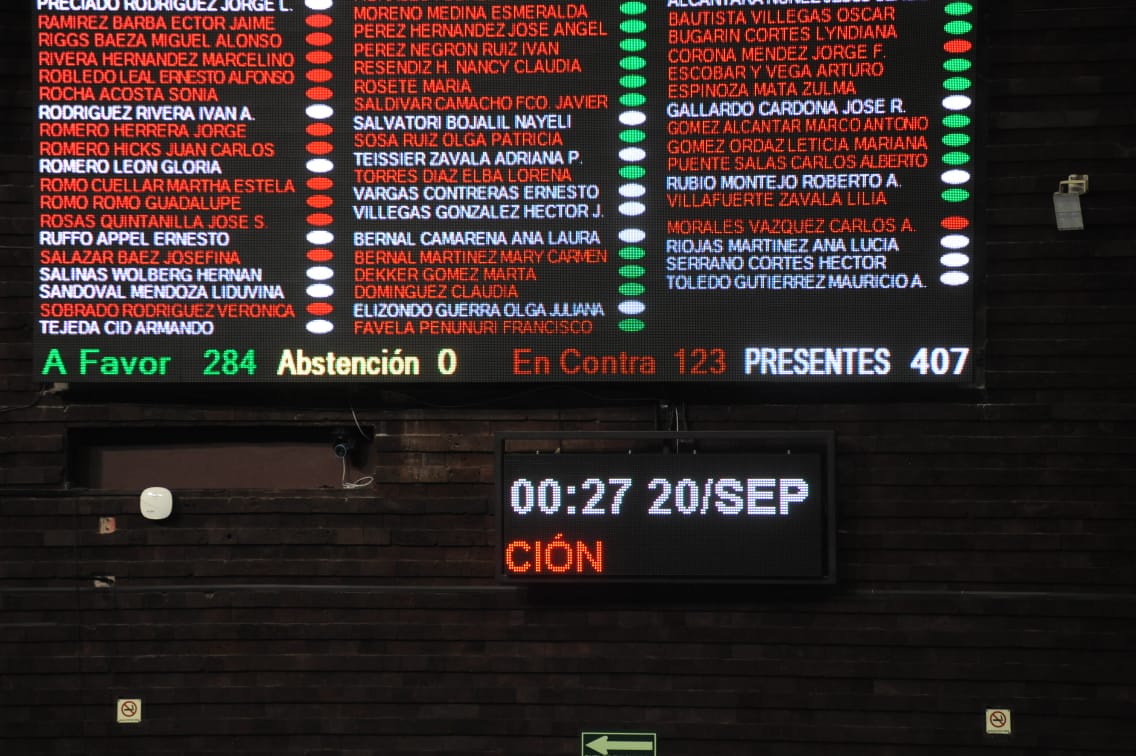 PRECIADO RODRIGUEZ JORGE L.
RAMIREZ BARBA ECTOR JAIME
RIGGS BAEZA MIGUEL ALONSO
RIVERA HERNANDEZ MARCELINO
ROBLEDO LEAL ERNESTO ALFONSO
ROCHA ACOSTA SONIA
RODRIGUEZ RIVERA IVAN A.
ROMERO HERRERA JORGE
ROMERO HICKS JUAN CARLOS
ROMERO LEON GLORIA
ROMO CUELLAR MARTHA ESTELA
ROMO ROMO GUADALUPE
ROSAS QUINTANILLA JOSE S.
RUFFO APPEL ERNESTO
SALAZAR BAEZ JOSEFINA
SALINAS WOLBERG HERNAN
SANDOVAL MENDOZA LIDUVINA
SOBRADO RODRIGUEZ VERONICA
TEJEDA CID ARMANDO
MORENO MEDINA ESMERALDA
PEREZ HERNANDEZ JOSE ANGEL
PEREZ NEGRON RUIZ IVAN
RESENDIZ H. NANCY CLAUDIA
ROSETE MARIA
SALDIVAR CAMACHO FCO. JAVIER
SALVATORI BOJALIL NAYELI
SOSA RUIZ OLGA PATRICIA
TEISSIER ZAVALA ADRIANA P.
TORRES DIAZ ELBA LORENA
VARGAS CONTRERAS ERNESTO
VILLEGAS GONZALEZ HECTOR J.
BERNAL CAMARENA ANA LAURA
BERNAL MARTINEZ MARY CARMEN
DEKKER GOMEZ MARTA
DOMINGUEZ CLAUDIA
ELIZONDO GUERRA OLGA JULIANA
FAVELA PENUNURI FRANCISCO
BAUTISTA VILLEGAS OSCAR
BUGARIN CORTES LYNDIANA
CORONA MENDEZ JORGE F.
ESCOBAR Y VEGA ARTURO
ESPINOZA MATA ZULMA
GALLARDO CARDONA JOSE R.
GOMEZ ALCANTAR MARCO ANTONIO
GOMEZ ORDAZ LETICIA MARIANA
PUENTE SALAS CARLOS ALBERTO
RUBIO MONTEJO ROBERTO A.
VILLAFUERTE ZAVALA LILIA
MORALES VAZQUEZ CARLOS A.
RIOJAS MARTINEZ ANA LUCIA
SERRANO CORTES HECTOR
TOLEDO GUTIERREZ MAURICIO A.
A Favor 284 Abstención 0 En Contra 123 PRESENTES 407
00:27 20/SEP
CIÓN